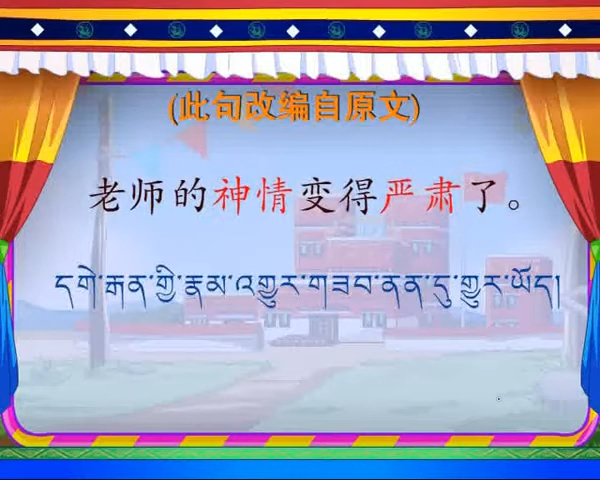 (此句改编自原文)
老师的神情变得严肃了。
དགེ་རྒན་གྱི་རྣམ་འགྱུར་གཟབ་ནན་དུ་གྱུར་ཡོད།